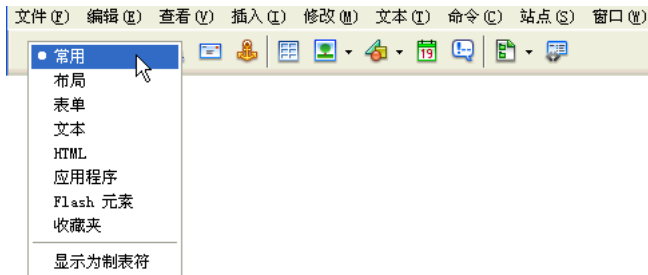 文件(F) 编辑(E) 查看(V) 插入(I) 修改(M) 文本(T) 命令(C) 站点(S) 窗口(W)
常用
19
布局
表单
文本
HTML
应用程序
Flash 元素
收藏夹
显示为制表符